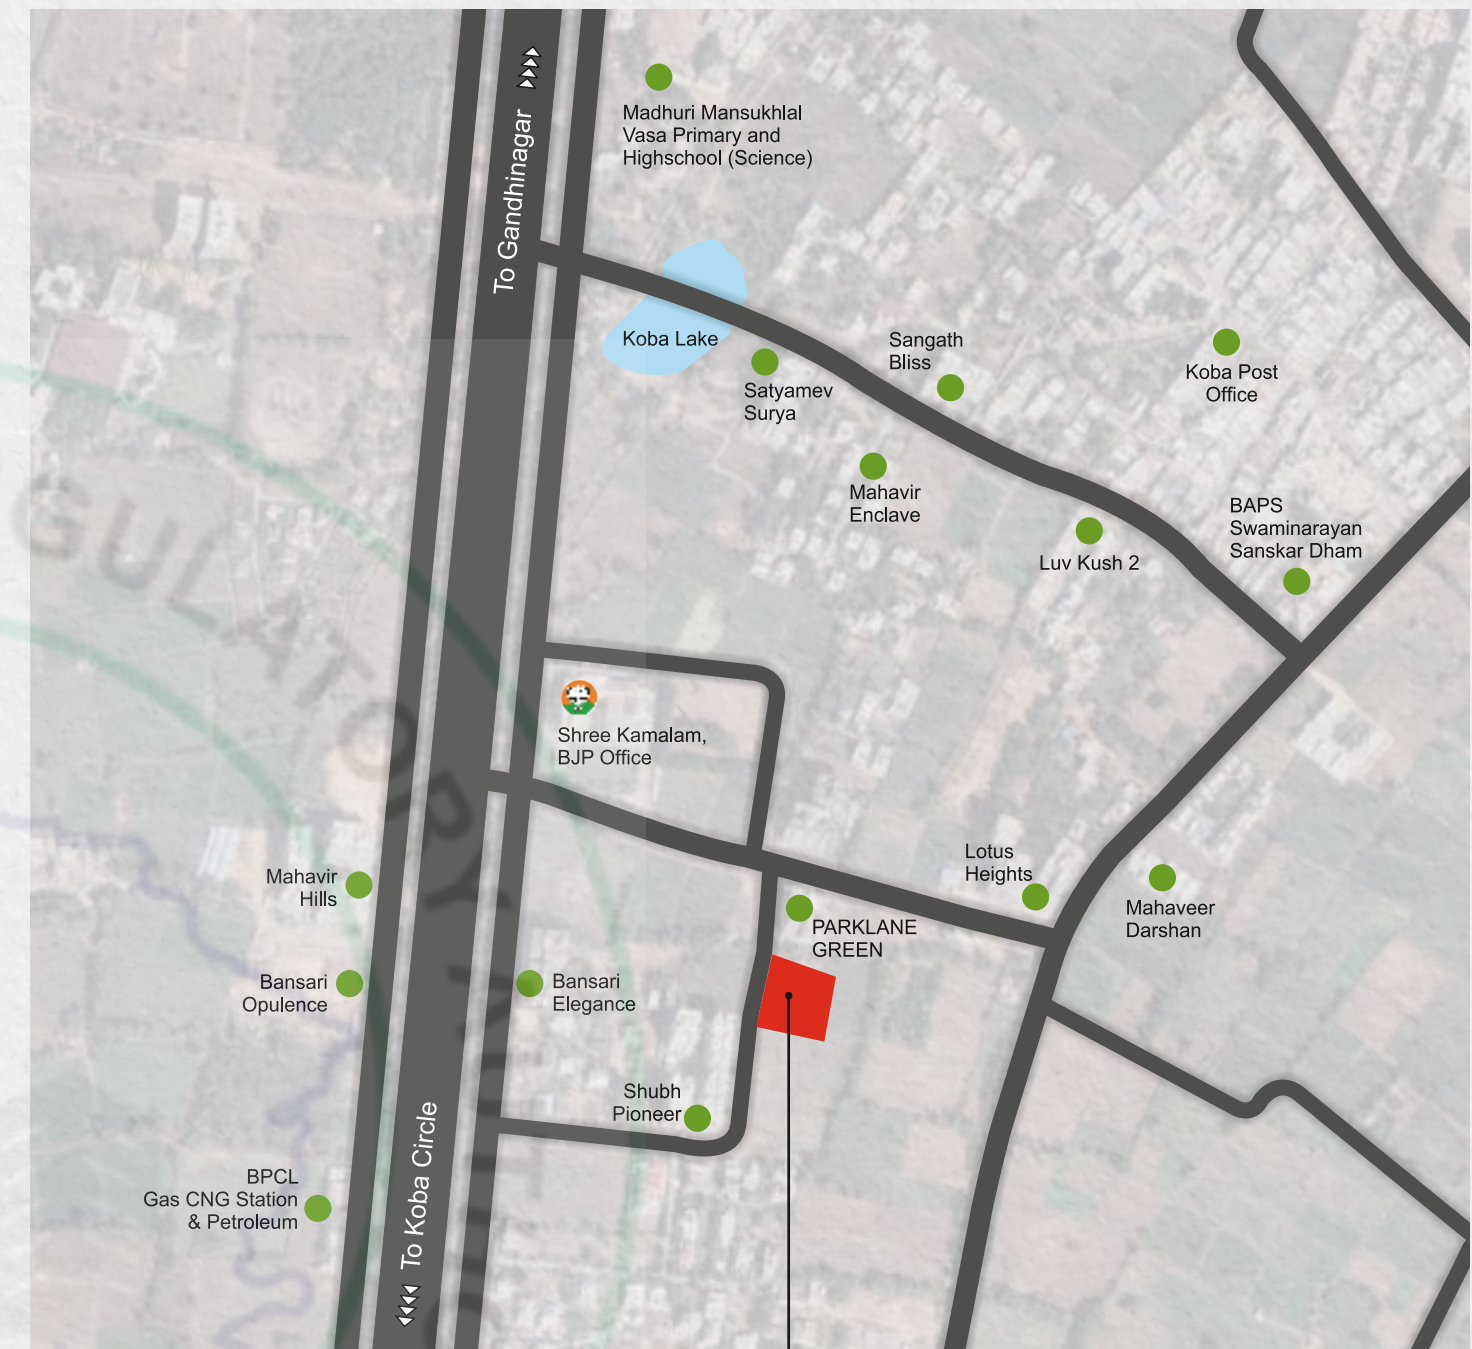 To Gandhinagar
Madhuri Mansukhlal
Vasa Primary and
Highschool (Science)
Koba Lake
Satyamev
Surya
Sangath
Bliss
Koba Post
Office
Mahavir
Enclave
Luv Kush 2
BAPS
Swaminarayan
Sanskar Dham
Shree Kamalam,
BJP Office
Mahavir
Hills
Lotus
Heights
Mahaveer
Darshan
PARKLANE
GREEN
Bansari
Opulence
Bansari
Elegance
Shubh
Pioneer
To Koba Circle
BPCL
Gas CNG Station
& Petroleum
GULATORY